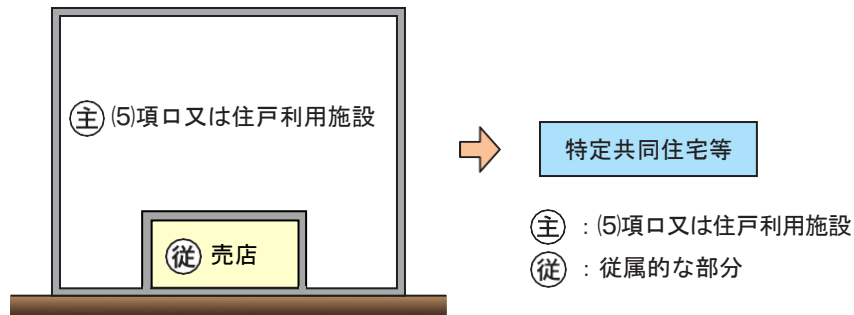 主 ⑸項ロ又は住戸利用施設
従 売店
特定共同住宅等
主 ：⑸項ロ又は住戸利用施設
従 ：従属的な部分